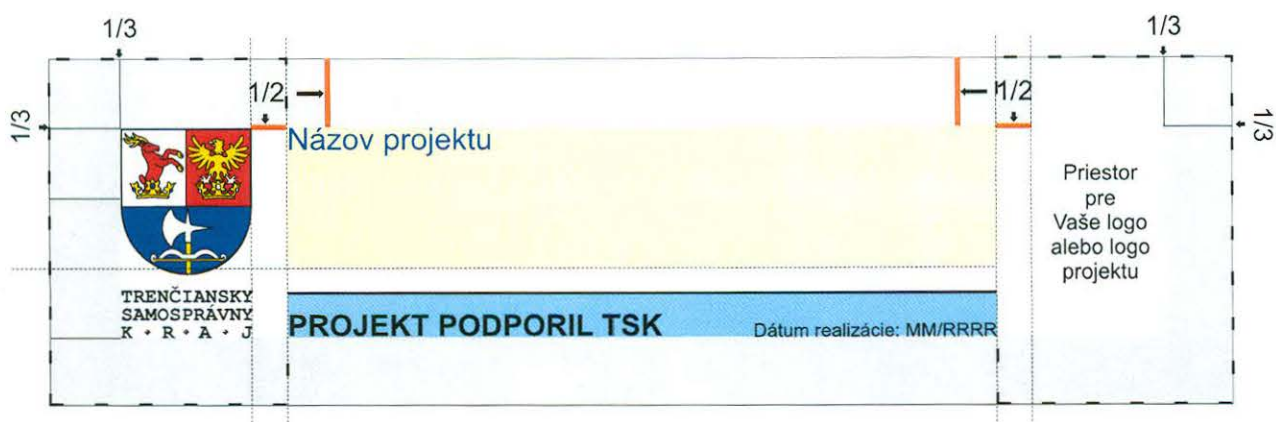 1/3
1/3
1/2
1/2
1/3
1/3
Názov projektu
Priestor
pre
Vaše logo
alebo logo
projektu
TRENČIANSKY
SAMOSPRÁVNY
K · R · A · J
PROJEKT PODPORIL TSK
Dátum realizácie: MM/RRRR